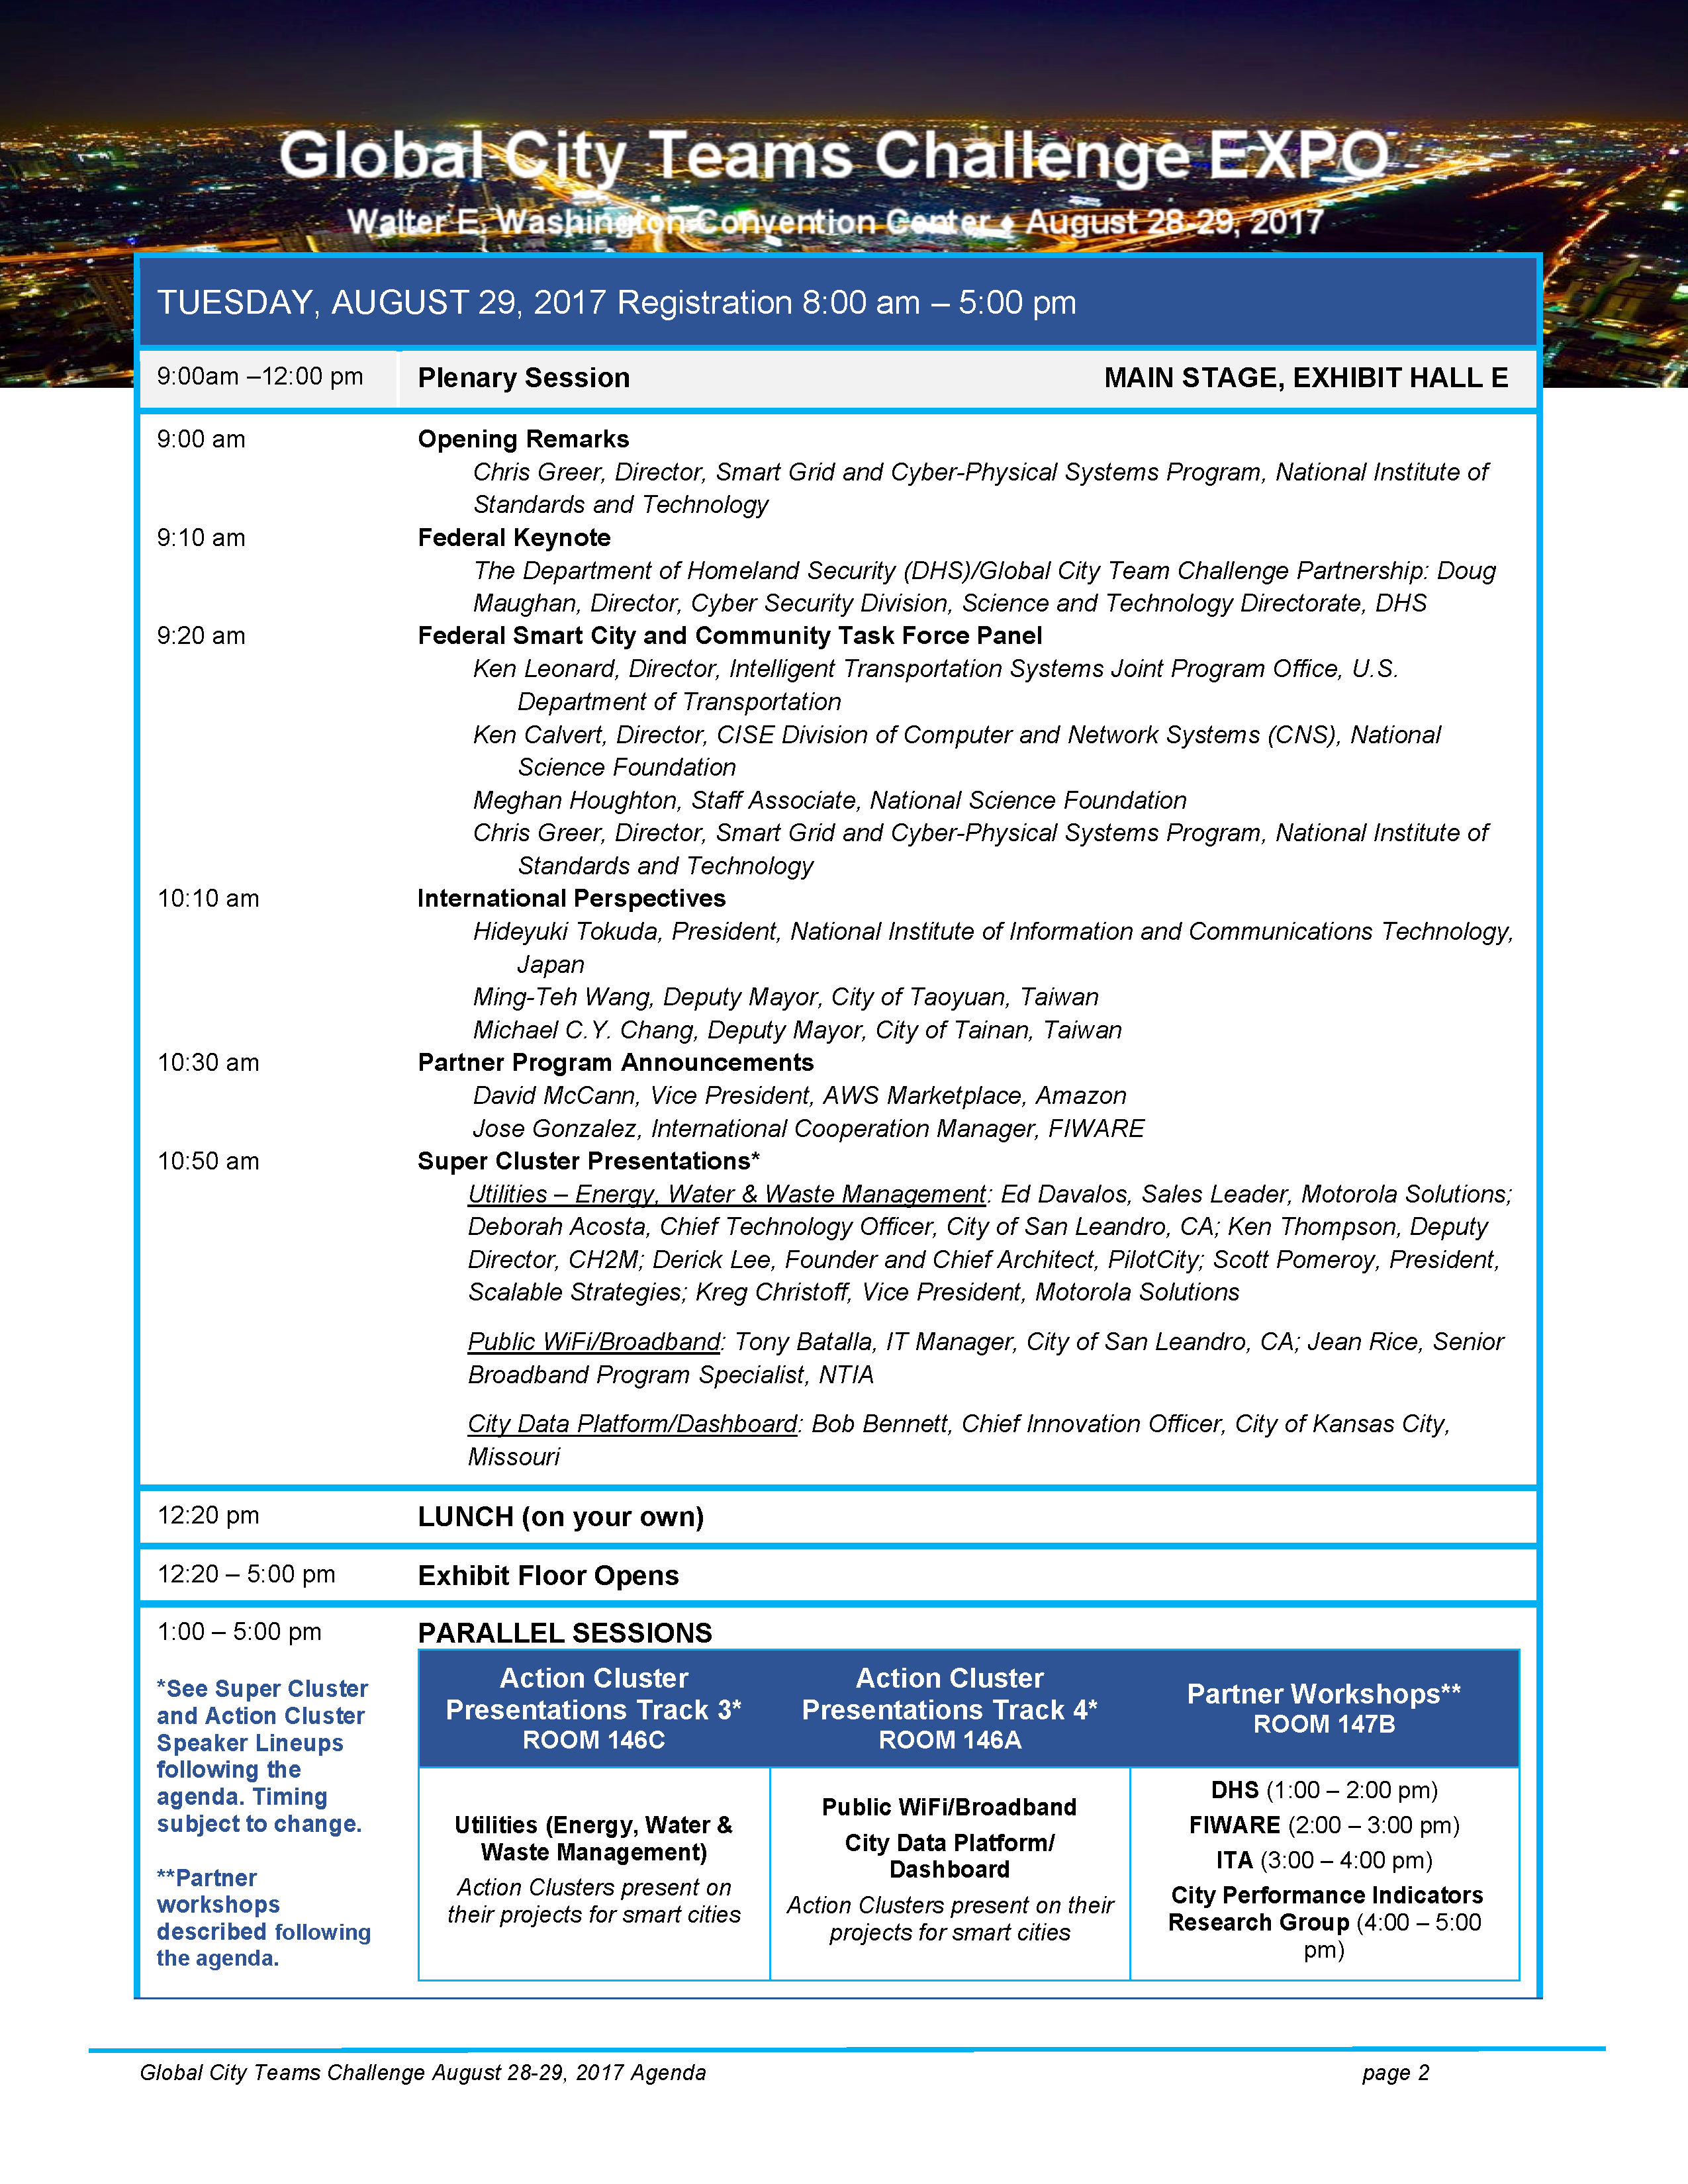 Global City Teams Challenge EXPO
Walter E. Washington Convention Center ♦ August 28-29, 2017
TUESDAY, AUGUST 29, 2017 Registration 8:00 am – 5:00 pm
9:00am –12:00 pm Plenary Session MAIN STAGE, EXHIBIT HALL E
9:00 am Opening Remarks
Chris Greer, Director, Smart Grid and Cyber-Physical Systems Program, National Institute of
Standards and Technology
9:10 am Federal Keynote
The Department of Homeland Security (DHS)/Global City Team Challenge Partnership: Doug
Maughan, Director, Cyber Security Division, Science and Technology Directorate, DHS
9:20 am Federal Smart City and Community Task Force Panel
Ken Leonard, Director, Intelligent Transportation Systems Joint Program Office, U.S.
Department of Transportation
Ken Calvert, Director, CISE Division of Computer and Network Systems (CNS), National
Science Foundation
Meghan Houghton, Staff Associate, National Science Foundation
Chris Greer, Director, Smart Grid and Cyber-Physical Systems Program, National Institute of
Standards and Technology
10:10 am International Perspectives
Hideyuki Tokuda, President, National Institute of Information and Communications Technology,
Japan
Ming-Teh Wang, Deputy Mayor, City of Taoyuan, Taiwan
Michael C.Y. Chang, Deputy Mayor, City of Tainan, Taiwan
10:30 am Partner Program Announcements
David McCann, Vice President, AWS Marketplace, Amazon
Jose Gonzalez, International Cooperation Manager, FIWARE
10:50 am Super Cluster Presentations*
Utilities – Energy, Water & Waste Management: Ed Davalos, Sales Leader, Motorola Solutions;
Deborah Acosta, Chief Technology Officer, City of San Leandro, CA; Ken Thompson, Deputy
Director, CH2M; Derick Lee, Founder and Chief Architect, PilotCity; Scott Pomeroy, President,
Scalable Strategies; Kreg Christoff, Vice President, Motorola Solutions
Public WiFi/Broadband: Tony Batalla, IT Manager, City of San Leandro, CA; Jean Rice, Senior
Broadband Program Specialist, NTIA
City Data Platform/Dashboard: Bob Bennett, Chief Innovation Officer, City of Kansas City,
Missouri
12:20 pm LUNCH (on your own)
12:20 – 5:00 pm Exhibit Floor Opens
1:00 – 5:00 pm PARALLEL SESSIONS
*See Super Cluster
and Action Cluster
Speaker Lineups
following the
agenda. Timing
subject to change.
**Partner
workshops
described following
the agenda.
Action Cluster
Presentations Track 3*
ROOM 146C
Action Cluster
Presentations Track 4*
ROOM 146A
Partner Workshops**
ROOM 147B
Utilities (Energy, Water &
Waste Management)
Action Clusters present on
their projects for smart cities
Public WiFi/Broadband
City Data Platform/
Dashboard
Action Clusters present on their
projects for smart cities
DHS (1:00 – 2:00 pm)
FIWARE (2:00 – 3:00 pm)
ITA (3:00 – 4:00 pm)
City Performance Indicators
Research Group (4:00 – 5:00
pm)
Global City Teams Challenge August 28-29, 2017 Agenda page 2